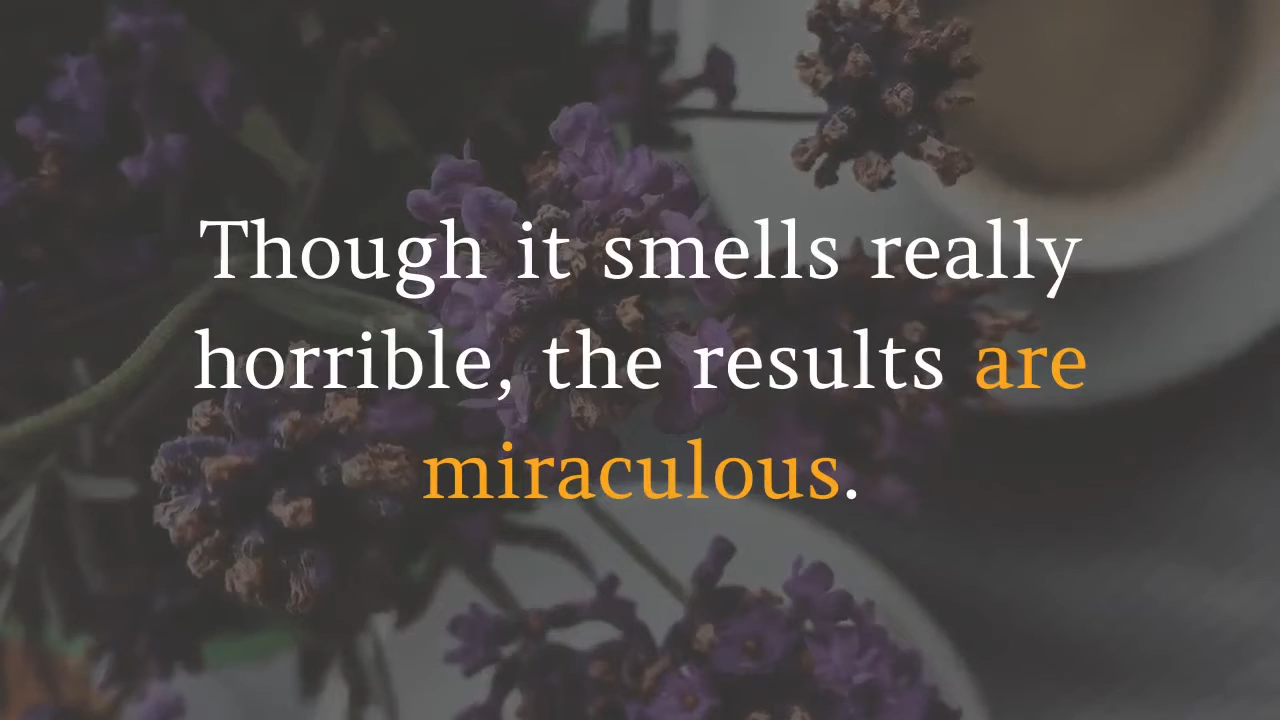 Though it smells really
horrible, the results are
miraculous.